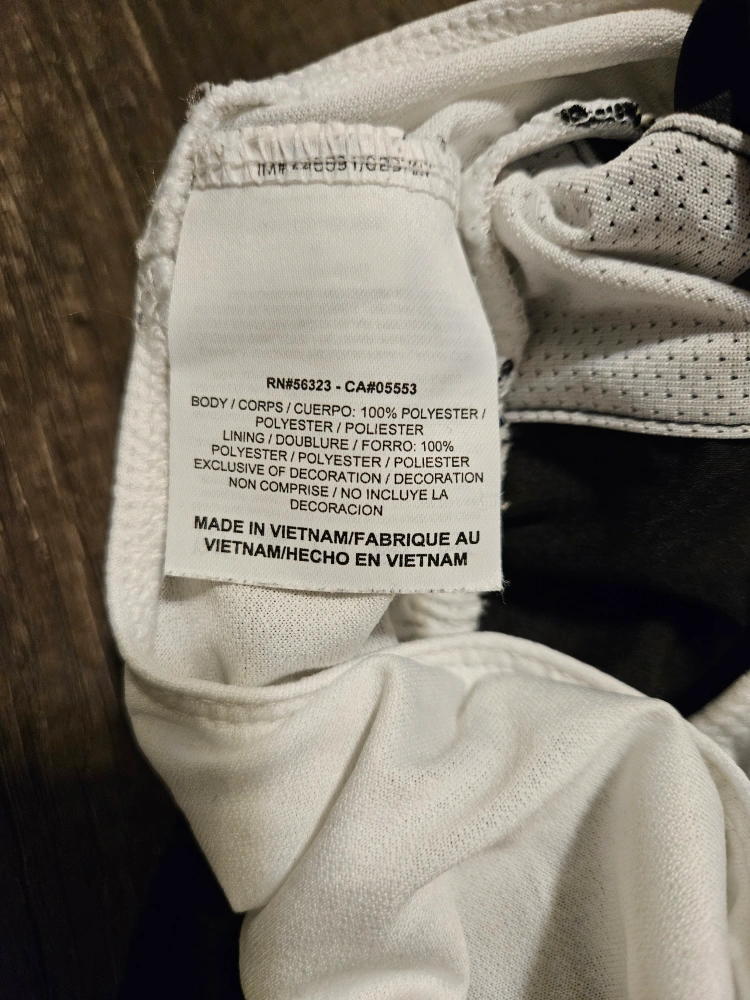 RN#56323 - CA#05553
BODY / CORPS / CUERPO: 100% POLYESTER /
POLYESTER / POLIESTER
LINING / DOUBLURE / FORRO: 100%
POLYESTER / POLYESTER / POLIESTER
EXCLUSIVE OF DECORATION / DECORATION
NON COMPRISE / NO INCLUYE LA
DECORACION
MADE IN VIETNAM/FABRIQUE AU
VIETNAM/HECHO EN VIETNAM